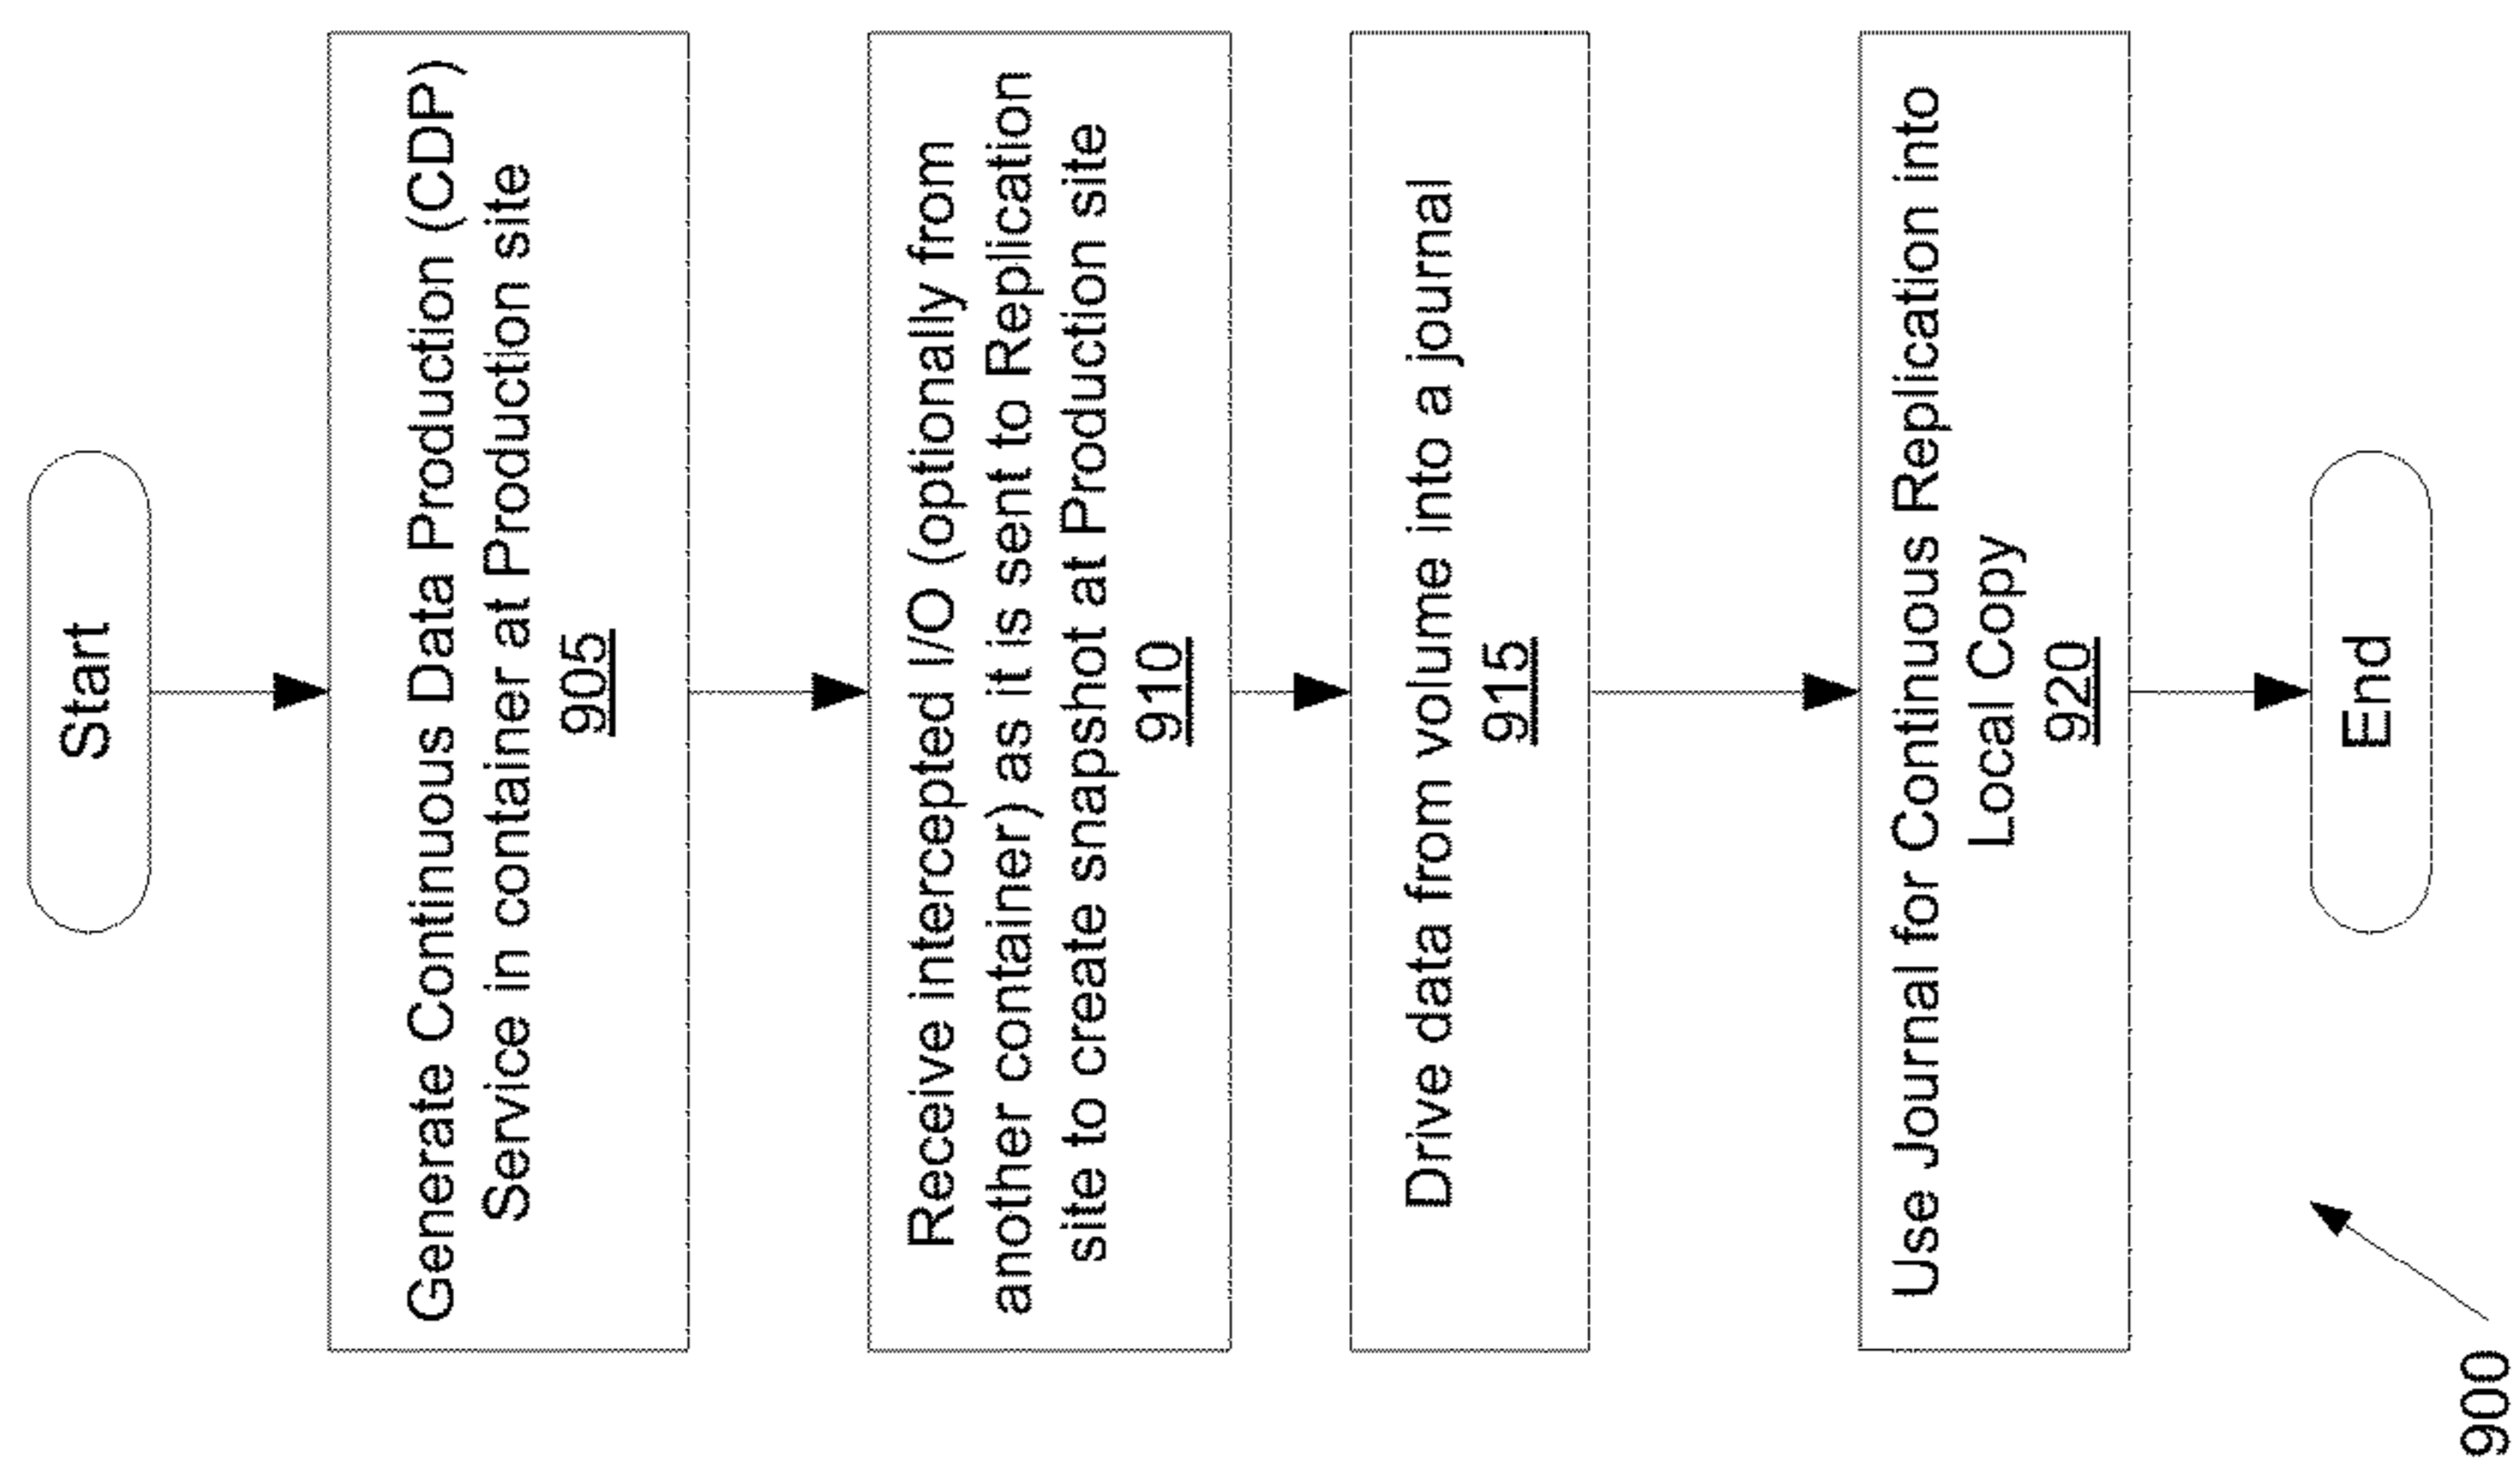 Start
Generate Continuous Data Production (CDP)
Service in container at Production site
905
Receive intercepted I/O (optionally from
another container) as it is sent to Replication
site to create snapshot at Production site
910
Drive data from volume into a journal
915
Use Journal for Continuous Replication into
Local Copy
920
End
900